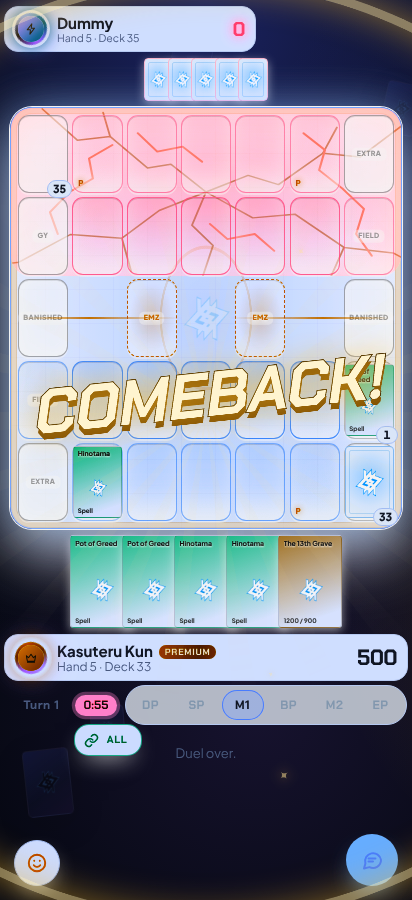 Dummy
Hand 5 · Deck 35
0
35
P
P
EXTRA
GY
FIELD
BANISHED
EMZ
EMZ
BANISHED
COMEBACK!
Spell
1
EXTRA
Hinotama
Spell
P
33
Pot of Greed
Spell
Pot of Greed
Spell
Hinotama
Spell
Hinotama
Spell
The 13th Grave
1200 / 900
Kasuteru Kun
PREMIUM
Hand 5 · Deck 33
500
Turn 1
0:55
DP
SP
M1
BP
M2
EP
ALL
Duel over.